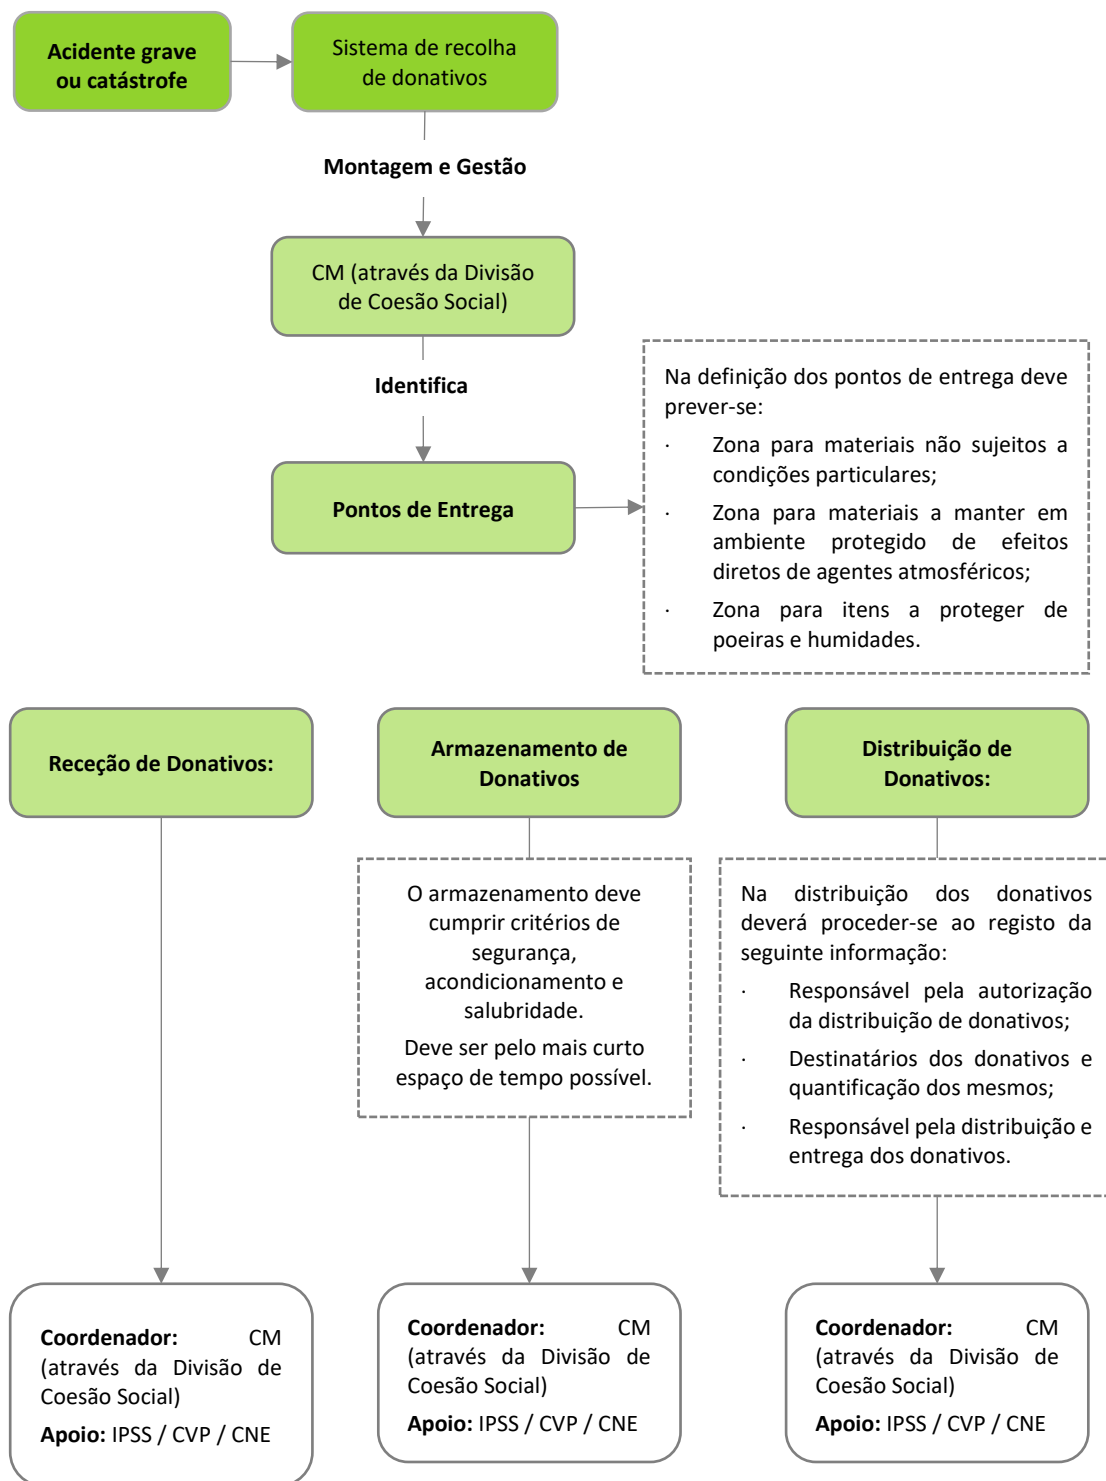 Acidente grave
ou catástrofe
Sistema de recolha
de donativos
Montagem e Gestão
CM (através da Divisão
de Coesão Social)
Identifica
Pontos de Entrega
Na definição dos pontos de entrega deve
prever-se:
· Zona para materiais não sujeitos a
condições particulares;
· Zona para materiais a manter em
ambiente protegido de efeitos
diretos de agentes atmosféricos;
· Zona para itens a proteger de
poeiras e humidades.
Receção de Donativos:
Armazenamento de
Donativos
Distribuição de
Donativos:
O armazenamento deve
cumprir critérios de
segurança,
acondicionamento e
salubridade.
Deve ser pelo mais curto
espaço de tempo possível.
Na distribuição dos donativos
deverá proceder-se ao registo da
seguinte informação:
· Responsável pela autorização
da distribuição de donativos;
· Destinatários dos donativos e
quantificação dos mesmos;
· Responsável pela distribuição e
entrega dos donativos.
Coordenador: CM
(através da Divisão de
Coesão Social)
Apoio: IPSS / CVP / CNE
Coordenador: CM
(através da Divisão de
Coesão Social)
Apoio: IPSS / CVP / CNE
Coordenador: CM
(através da Divisão de
Coesão Social)
Apoio: IPSS / CVP / CNE